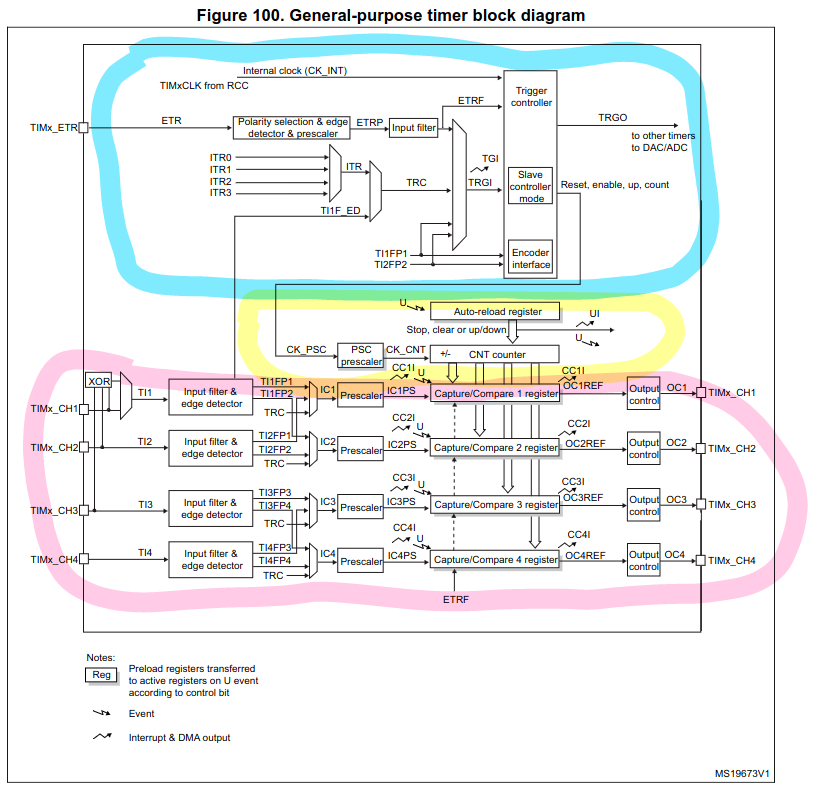 Figure 100. General-purpose timer block diagram
Internal clock (CK_INT)
TIMxCLK from RCC
Trigger
controller
ETRF
TRGO
to other timers
to DAC/ADC
TIMx_ETR
ETR
Polarity selection & edge
detector & prescaler
ETRP
Input filter
ITR0
ITR1
ITR2
ITR3
ITR
TRC
TI1F_ED
TGI
TRGI
Slave
controller
mode
Reset, enable, up, count
TI1FP1
TI2FP2
Encoder
interface
U
Auto-reload register
UI
Stop, clear or up/down
U
CK_PSC
PSC
prescaler
CK_CNT
+/-
CNT counter
XOR
TI1
Input filter &
edge detector
TI1FP1
TI1FP2
TRC
IC1
Prescaler
IC1PS
CC1I
U
Capture/Compare 1 register
CC1I
OC1REF
Output
control
OC1
TIMx_CH1
TIMx_CH1
TIMx_CH2
TI2
Input filter &
edge detector
TI2FP1
TI2FP2
TRC
IC2
Prescaler
IC2PS
CC2I
U
Capture/Compare 2 register
CC2I
OC2REF
Output
control
OC2
TIMx_CH2
TIMx_CH3
TI3
Input filter &
edge detector
TI3FP3
TI3FP4
TRC
IC3
Prescaler
IC3PS
CC3I
U
Capture/Compare 3 register
CC3I
OC3REF
Output
control
OC3
TIMx_CH3
TIMx_CH4
TI4
Input filter &
edge detector
TI4FP3
TI4FP4
TRC
IC4
Prescaler
IC4PS
CC4I
U
Capture/Compare 4 register
CC4I
OC4REF
Output
control
OC4
TIMx_CH4
ETRF
Notes:
Reg
Preload registers transferred
to active registers on U event
according to control bit
Event
Interrupt & DMA output
MS19673V1